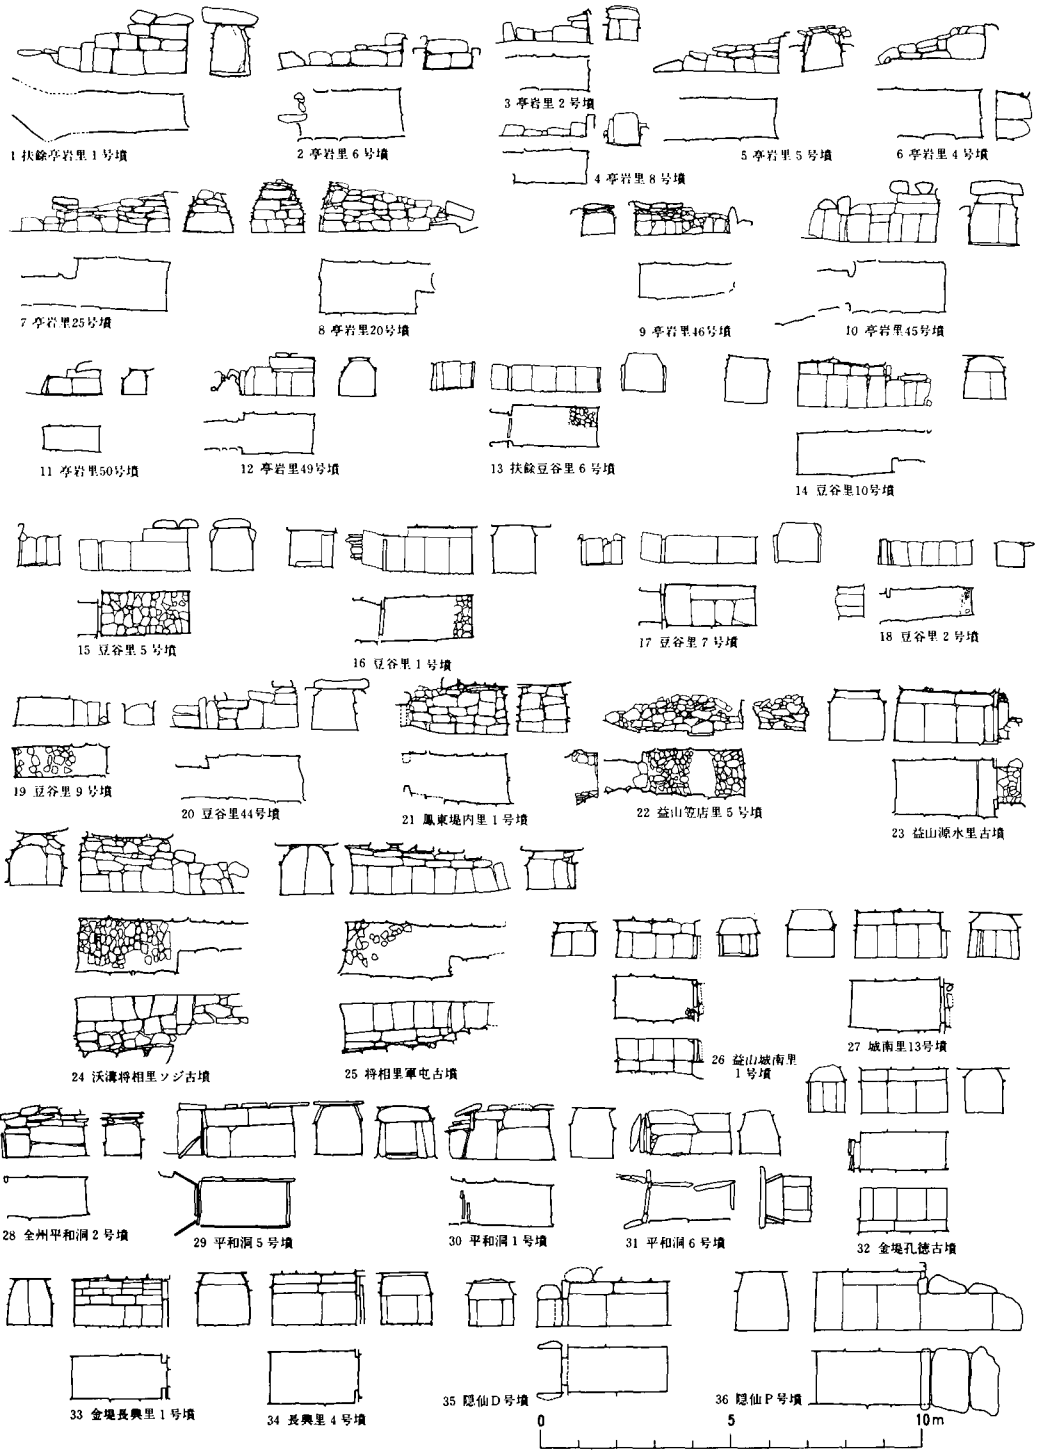 1 扶餘亭岩里1号墳
2 亭岩里6号墳
3 亭岩里2号墳
4 亭岩里8号墳
5 亭岩里5号墳
6 亭岩里4号墳
7 亭岩里25号墳
8 亭岩里20号墳
9 亭岩里46号墳
10 亭岩里45号墳
11 亭岩里50号墳
12 亭岩里49号墳
13 扶餘豆谷里6号墳
14 豆谷里10号墳
15 豆谷里5号墳
16 豆谷里1号墳
17 豆谷里7号墳
18 豆谷里2号墳
19 豆谷里9号墳
20 豆谷里44号墳
21 鳳東堤内里1号墳
22 益山笠店里5号墳
23 益山源水里古墳
24 沃溝将相里ソジ古墳
25 将相里軍屯古墳
26 益山城南里
1号墳
27 城南里13号墳
28 全州平和洞2号墳
29 平和洞5号墳
30 平和洞1号墳
31 平和洞6号墳
32 金堤孔徳古墳
33 金堤長興里1号墳
34 長興里4号墳
35 隠仙D号墳
36 隠仙P号墳
0 5 10m